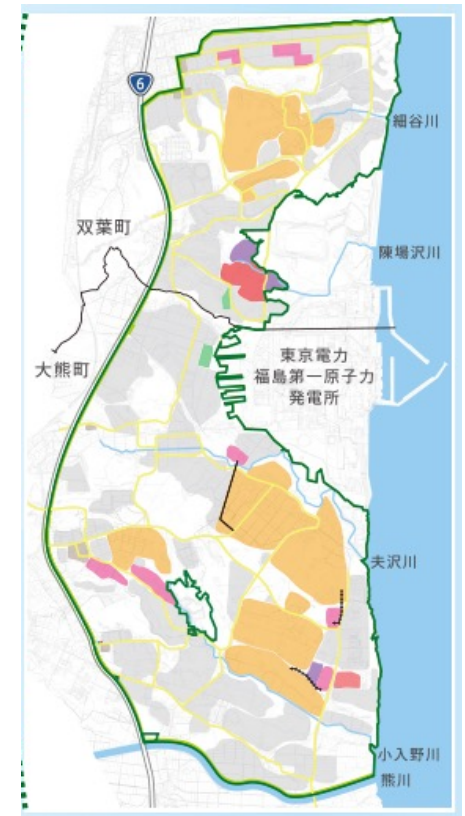 6
細谷川
双葉町
陳場沢川
大熊町
東京電力
福島第一原子力
発電所
夫沢川
小入野川
熊川